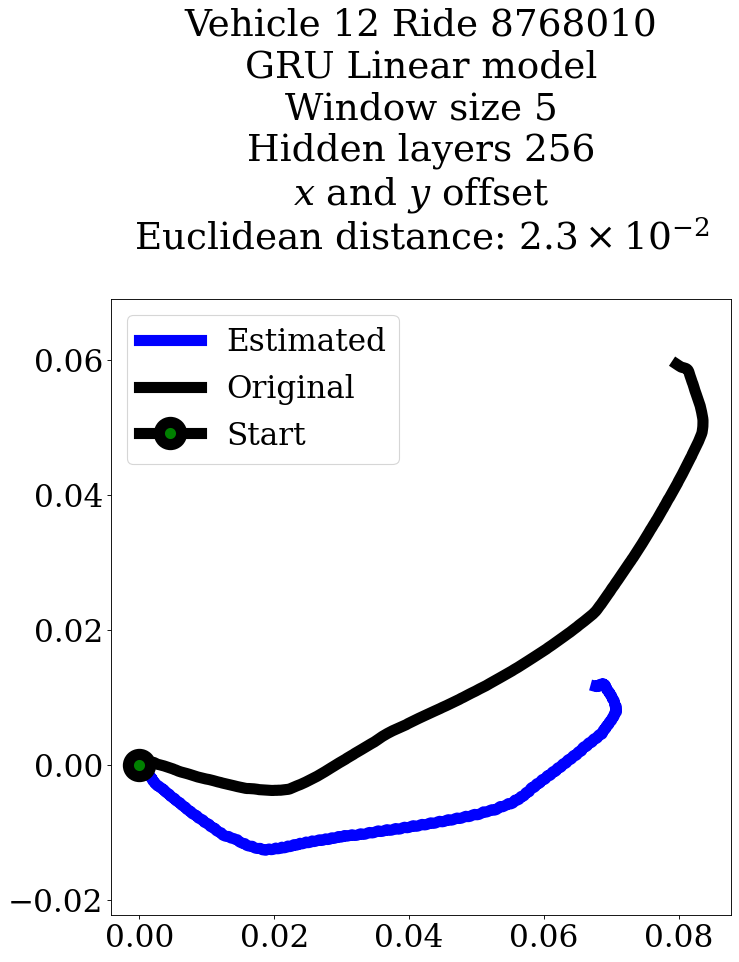 Vehicle 12 Ride 8768010
GRU Linear model
Window size 5
Hidden layers 256
x and y offset
Euclidean distance: 2.3 × 10⁻²
Estimated
Original
Start
0.06
0.04
0.02
0.00
−0.02
0.00 0.02 0.04 0.06 0.08